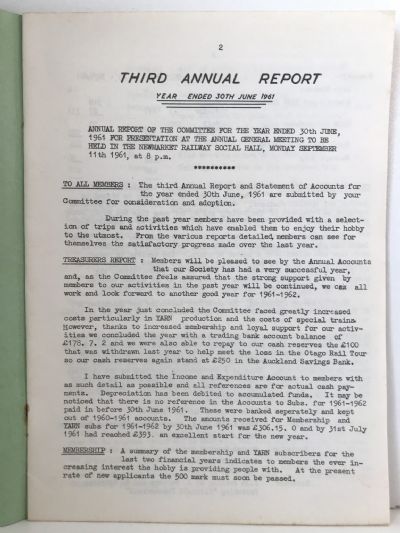 2
THIRD ANNUAL REPORT
YEAR ENDED 30TH JUNE 1961
ANNUAL REPORT OF THE COMMITTEE FOR THE YEAR ENDED 30th JUNE,
1961 FOR PRESENTATION AT THE ANNUAL GENERAL MEETING TO BE
HELD IN THE NEWMARKET RAILWAY SOCIAL HALL, MONDAY SEPTEMBER
11th 1961, at 8 p.m.
**********
TO ALL MEMBERS : The third Annual Report and Statement of Accounts for
the year ended 30th June, 1961 are submitted by your
Committee for consideration and adoption.
During the past year members have been provided with a select-
ion of trips and activities which have enabled them to enjoy their hobby
to the utmost. From the various reports detailed, members can see for
themselves the satisfactory progress made over the last year.
TREASURERS REPORT : Members will be pleased to see by the Annual Accounts
that our Society has had a very successful year,
and, as the Committee feels assured that the strong support given by
members to our activities in the past year will be continued, we can all
work and look forward to another good year for 1961-1962.
In the year just concluded the Committee faced greatly increased
costs particularly in YARN production and the costs of special trains
However, thanks to increased membership and loyal support for our activ-
ities we concluded the year with a trading bank account balance of
£178. 7. 2 and we were also able to repay to our cash reserves the £100
that was withdrawn last year to help meet the loss in the Otago Rail Tour
so our cash reserves again stand at £250 in the Auckland Savings Bank.
I have submitted the Income and Expenditure Account to members with
as much detail as possible and all references are for actual cash pay-
ments. Depreciation has been debited to accumulated Funds. It may be
noticed that there is no reference in the Accounts to Subs. for 1961-1962
paid in before 30th June 1961. These were banked seperately and kept
out of 1960-1961 accounts. The amounts received for Membership and
YARN subs for 1961-1962 by 30th June 1961 was £306.15. 0 and by 31st July
1961 had reached £393. an excellent start for the new year.
MEMBERSHIP : A summary of the membership and YARN subscribers for the
last two financial years indicates to members the ever in-
creasing interest the hobby is providing people with. At the present
rate of new applicants the 500 mark must soon be passed.